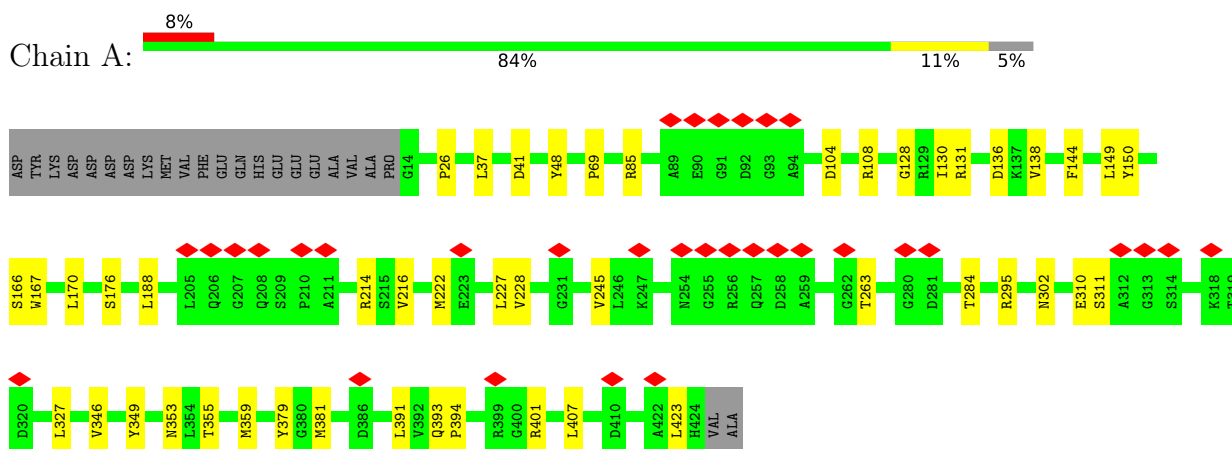 8%
Chain A:
84% 11% 5%
ASP TYR LYS ASP ASP ASP ASP LYS MET VAL PHE GLU GLN HIS GLU GLU GLU ALA VAL ALA PRO G14 P26 L37 D41 Y48 P69 R85 A89 E90 G91 D92 G93 A94 D104 R108 G128 R129 I130 R131 D136 K137 V138 F144 L149 Y150
S166 W167 L170 S176 L188 L205 Q206 G207 Q208 S209 P210 A211 R214 S215 V216 M222 E223 L227 V228 G231 V245 L246 K247 N254 G255 R256 Q257 D258 A259 G262 T263 G280 D281 T284 R295 N302 E310 S311 A312 G313 S314 K318 T319
D320 L327 V346 Y349 N353 L354 T355 M359 Y379 G380 M381 D386 L391 V392 Q393 P394 R399 G400 R401 L407 D410 A422 L423 H424 VAL ALA